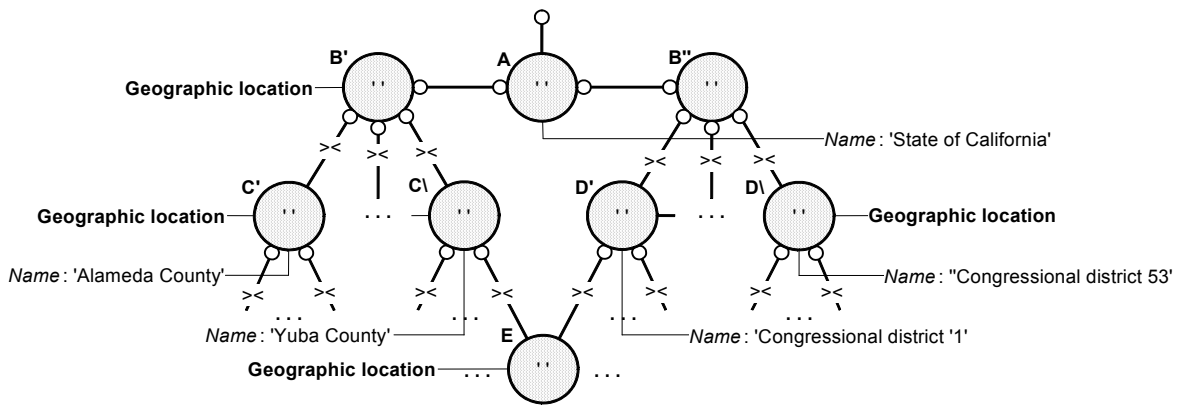 B' A B"
Geographic location ' ' ' ' ' '
Name : 'State of California'
>< >< >< >< >< ><
C' C\ D' D\
Geographic location ' ' . . . ' ' ' ' . . . ' ' Geographic location
Name : 'Alameda County' Name : "Congressional district 53'
>< >< >< >< >< >< >< ><
. . . . . . . . . . . .
Name : 'Yuba County' E Name : 'Congressional district '1'
Geographic location . . . ' ' . . .